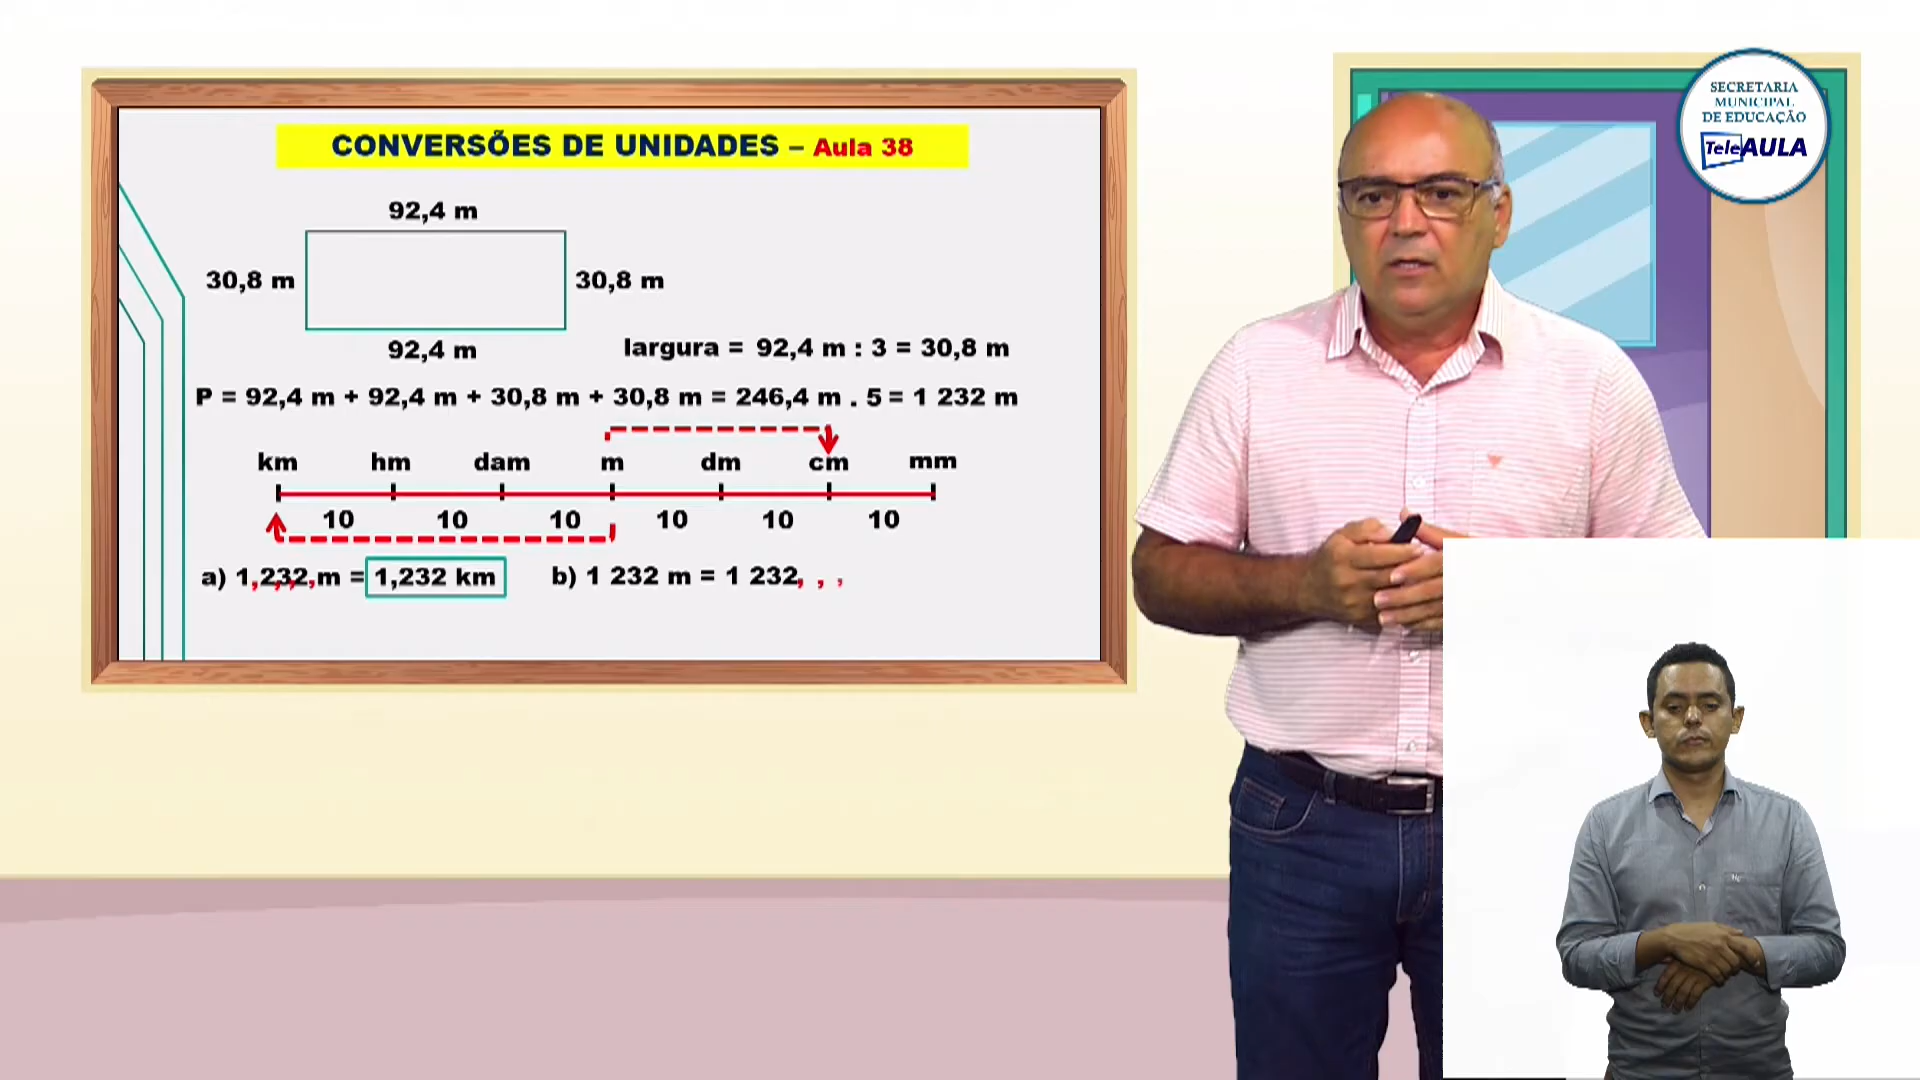 CONVERSÕES DE UNIDADES – Aula 38
92,4 m
30,8 m
30,8 m
92,4 m
largura = 92,4 m : 3 = 30,8 m
P = 92,4 m + 92,4 m + 30,8 m + 30,8 m = 246,4 m . 5 = 1 232 m
km hm dam m dm cm mm
10 10 10 10 10 10
a) 1,232,m = 1,232 km b) 1 232 m = 1 232, , ,
SECRETARIA
MUNICIPAL
DE EDUCAÇÃO
TeleAULA